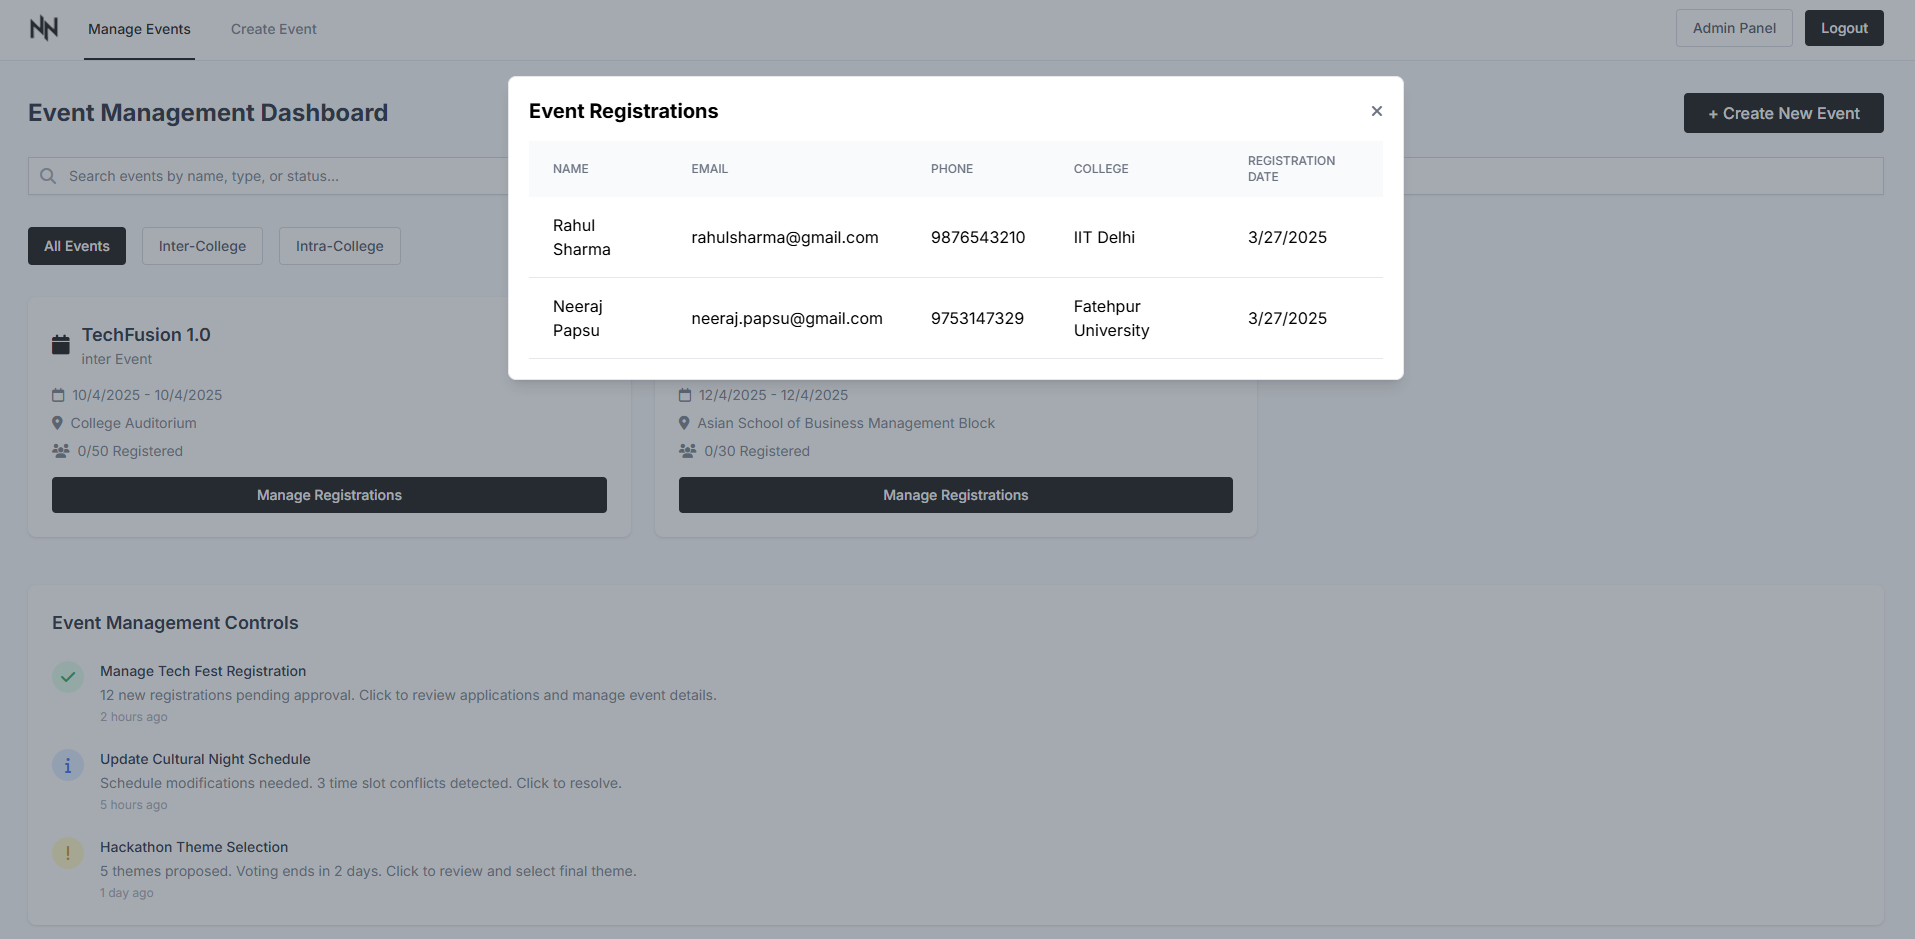 Manage Events
Create Event
Admin Panel
Logout
Event Management Dashboard
+ Create New Event
Search events by name, type, or status...
All Events
Inter-College
Intra-College
Event Registrations
×
NAME EMAIL PHONE COLLEGE REGISTRATION
DATE
Rahul
Sharma
rahulsharma@gmail.com
9876543210
IIT Delhi
3/27/2025
Neeraj
Papsu
neeraj.papsu@gmail.com
9753147329
Fatehpur
University
3/27/2025
TechFusion 1.0
inter Event
10/4/2025 - 10/4/2025
College Auditorium
0/50 Registered
Manage Registrations
12/4/2025 - 12/4/2025
Asian School of Business Management Block
0/30 Registered
Manage Registrations
Event Management Controls
Manage Tech Fest Registration
12 new registrations pending approval. Click to review applications and manage event details.
2 hours ago
Update Cultural Night Schedule
Schedule modifications needed. 3 time slot conflicts detected. Click to resolve.
5 hours ago
Hackathon Theme Selection
5 themes proposed. Voting ends in 2 days. Click to review and select final theme.
1 day ago